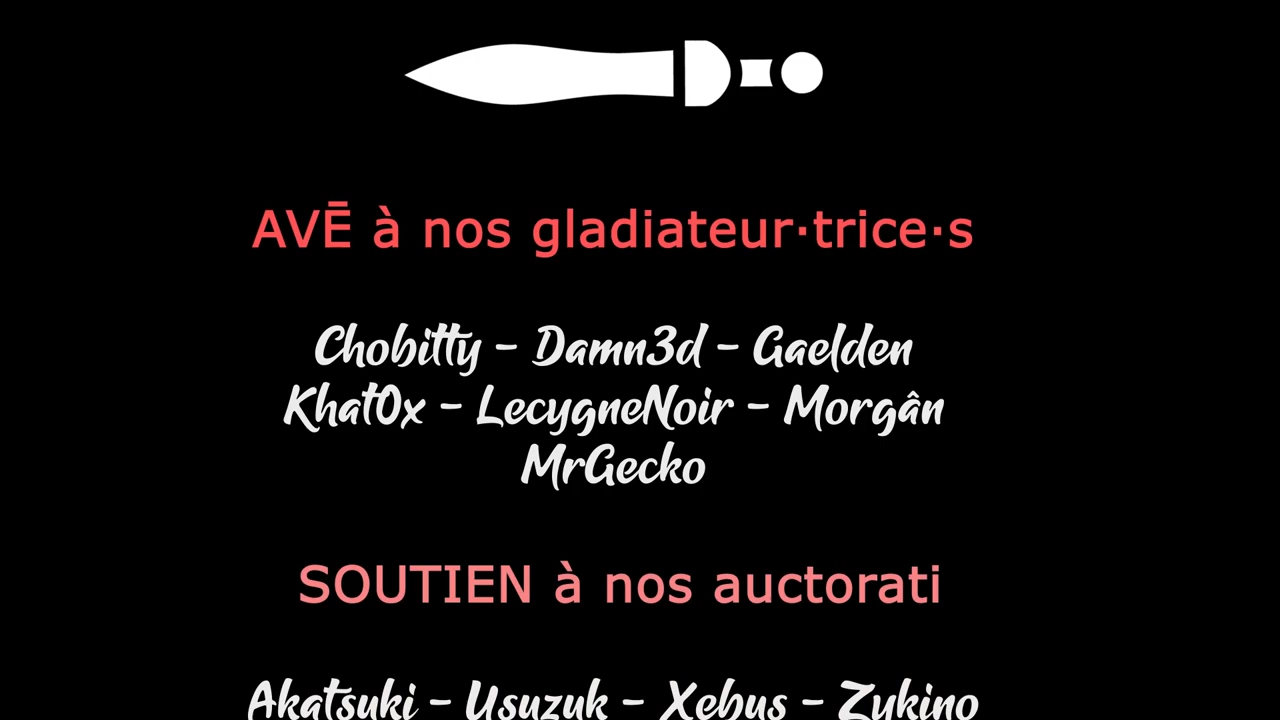 AVĒ à nos gladiateur·trice·s
Chobitty - Damn3d - Gaelden
Khat0x - LecygneNoir - Morgân
MrGecko
SOUTIEN à nos auctorati
Akatsuki - Usuzuk - Xebus - Zykino